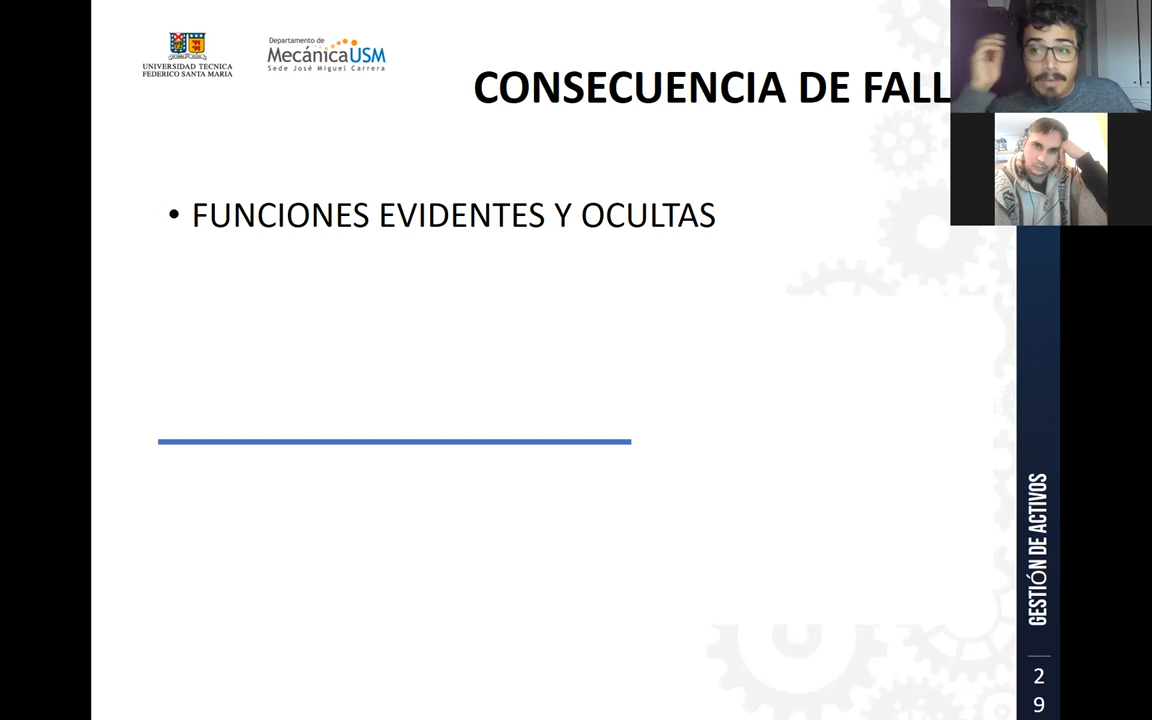 UNIVERSIDAD TECNICA
FEDERICO SANTA MARIA
Departamento de
MecánicaUSM
Sede José Miguel Carrera
CONSECUENCIA DE FALL
• FUNCIONES EVIDENTES Y OCULTAS
GESTIÓN DE ACTIVOS
2
9